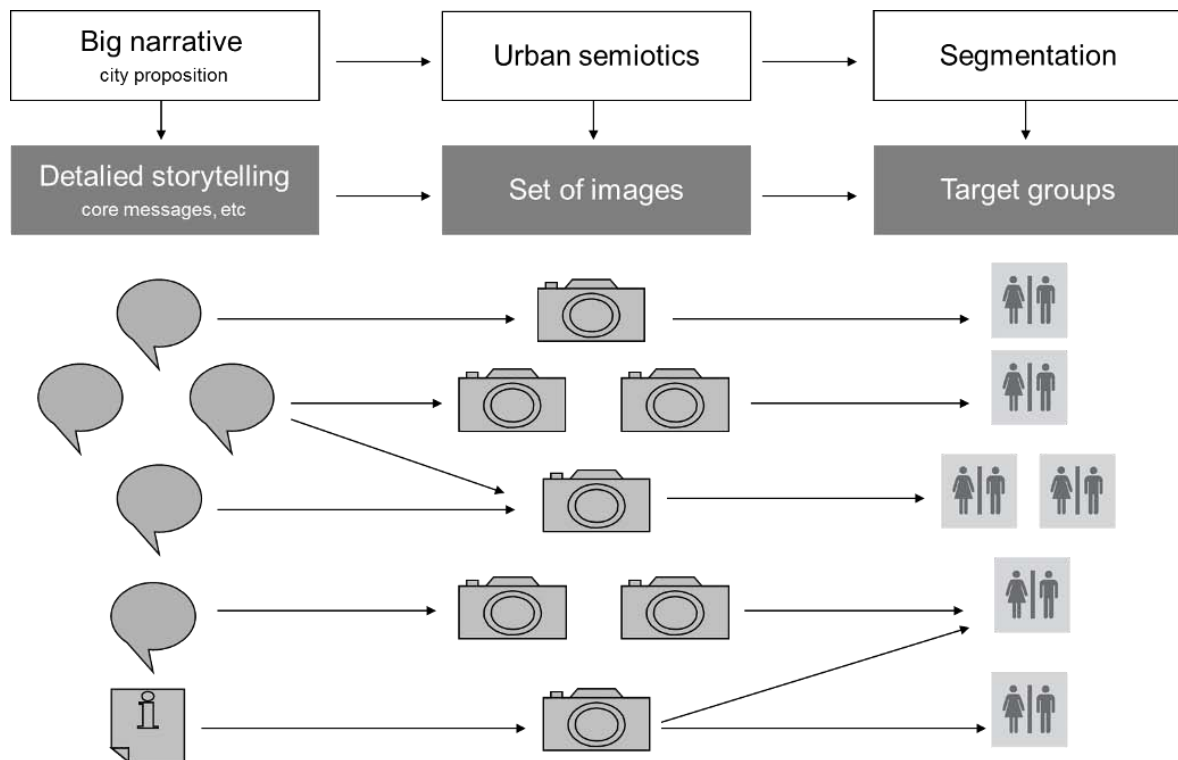 Big narrative
city proposition
Urban semiotics
Segmentation
Detalied storytelling
core messages, etc
Set of images
Target groups
i